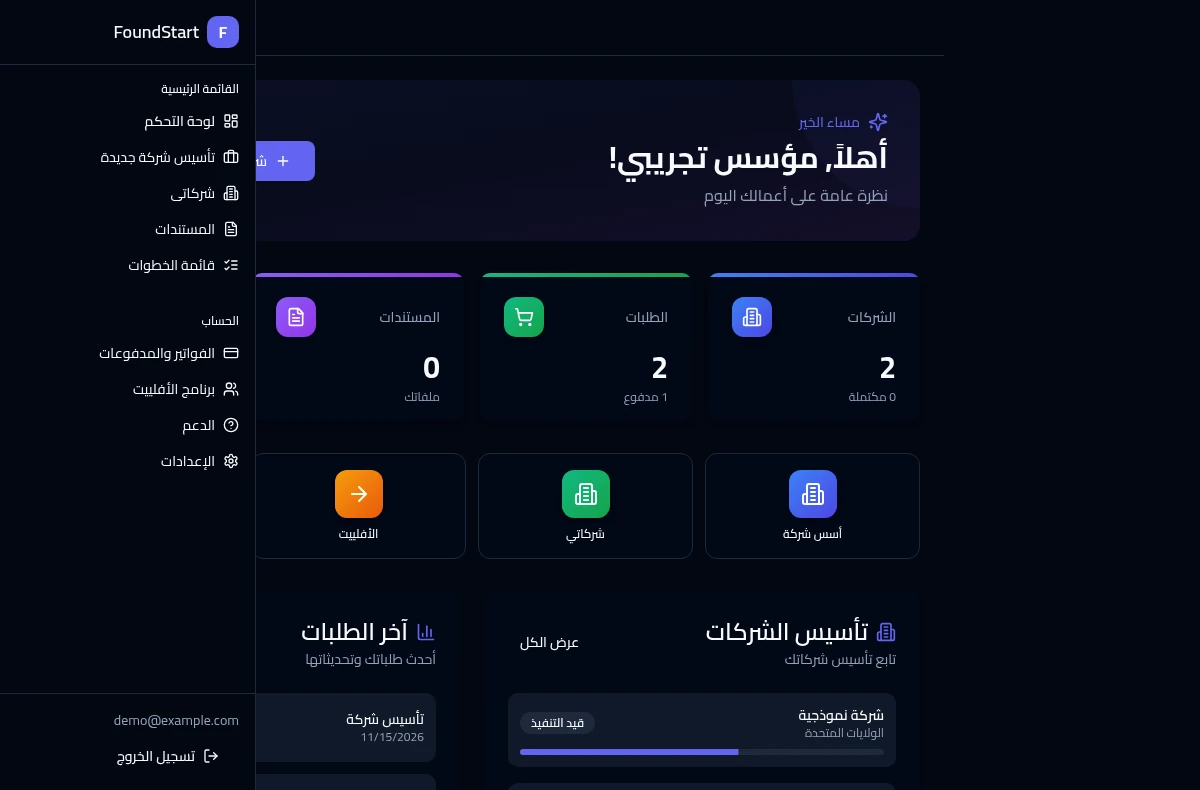 F FoundStart
القائمة الرئيسية
لوحة التحكم
تأسيس شركة جديدة
شركاتى
المستندات
قائمة الخطوات
الحساب
الفواتير والمدفوعات
برنامج الأفلييت
الدعم
الإعدادات
demo@example.com
تسجيل الخروج
مساء الخير
أهلاً, مؤسس تجريبي!
نظرة عامة على أعمالك اليوم
الشركات
2
0 مكتملة
الطلبات
2
1 مدفوع
المستندات
0
ملفاتك
أسس شركة
شركاتي
الأفلييت
تأسيس الشركات
تابع تأسيس شركاتك
عرض الكل
شركة نموذجية
الولايات المتحدة
قيد التنفيذ
آخر الطلبات
أحدث طلباتك وتحديثاتها
تأسيس شركة
11/15/2026